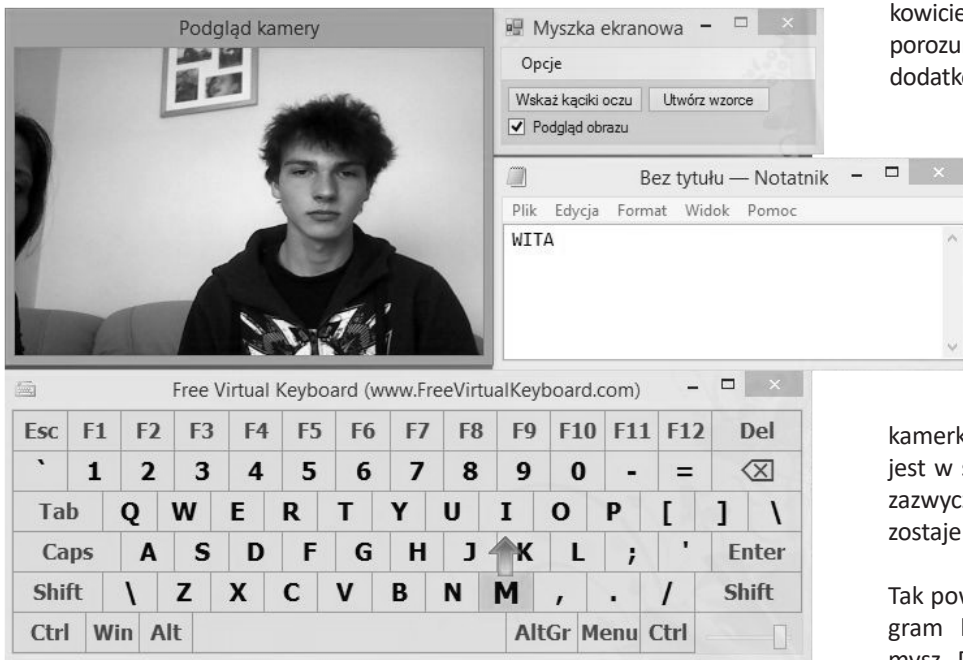 Podgląd kamery
Myszka ekranowa
Opcje
Wskaż kąciki oczu Utwórz wzorce
Podgląd obrazu
Bez tytułu — Notatnik
Plik Edycja Format Widok Pomoc
WITA
Free Virtual Keyboard (www.FreeVirtualKeyboard.com)
Esc F1 F2 F3 F4 F5 F6 F7 F8 F9 F10 F11 F12 Del
` 1 2 3 4 5 6 7 8 9 0 - =
Tab Q W E R T Y U I O P [ ] \
Caps A S D F G H J K L ; ' Enter
Shift \ Z X C V B N M , . / Shift
Ctrl Win Alt AltGr Menu Ctrl
kowicie
porozu
dodatk
kamerk
jest w
zazwyc
zostaje
Tak pow
gram
mysz